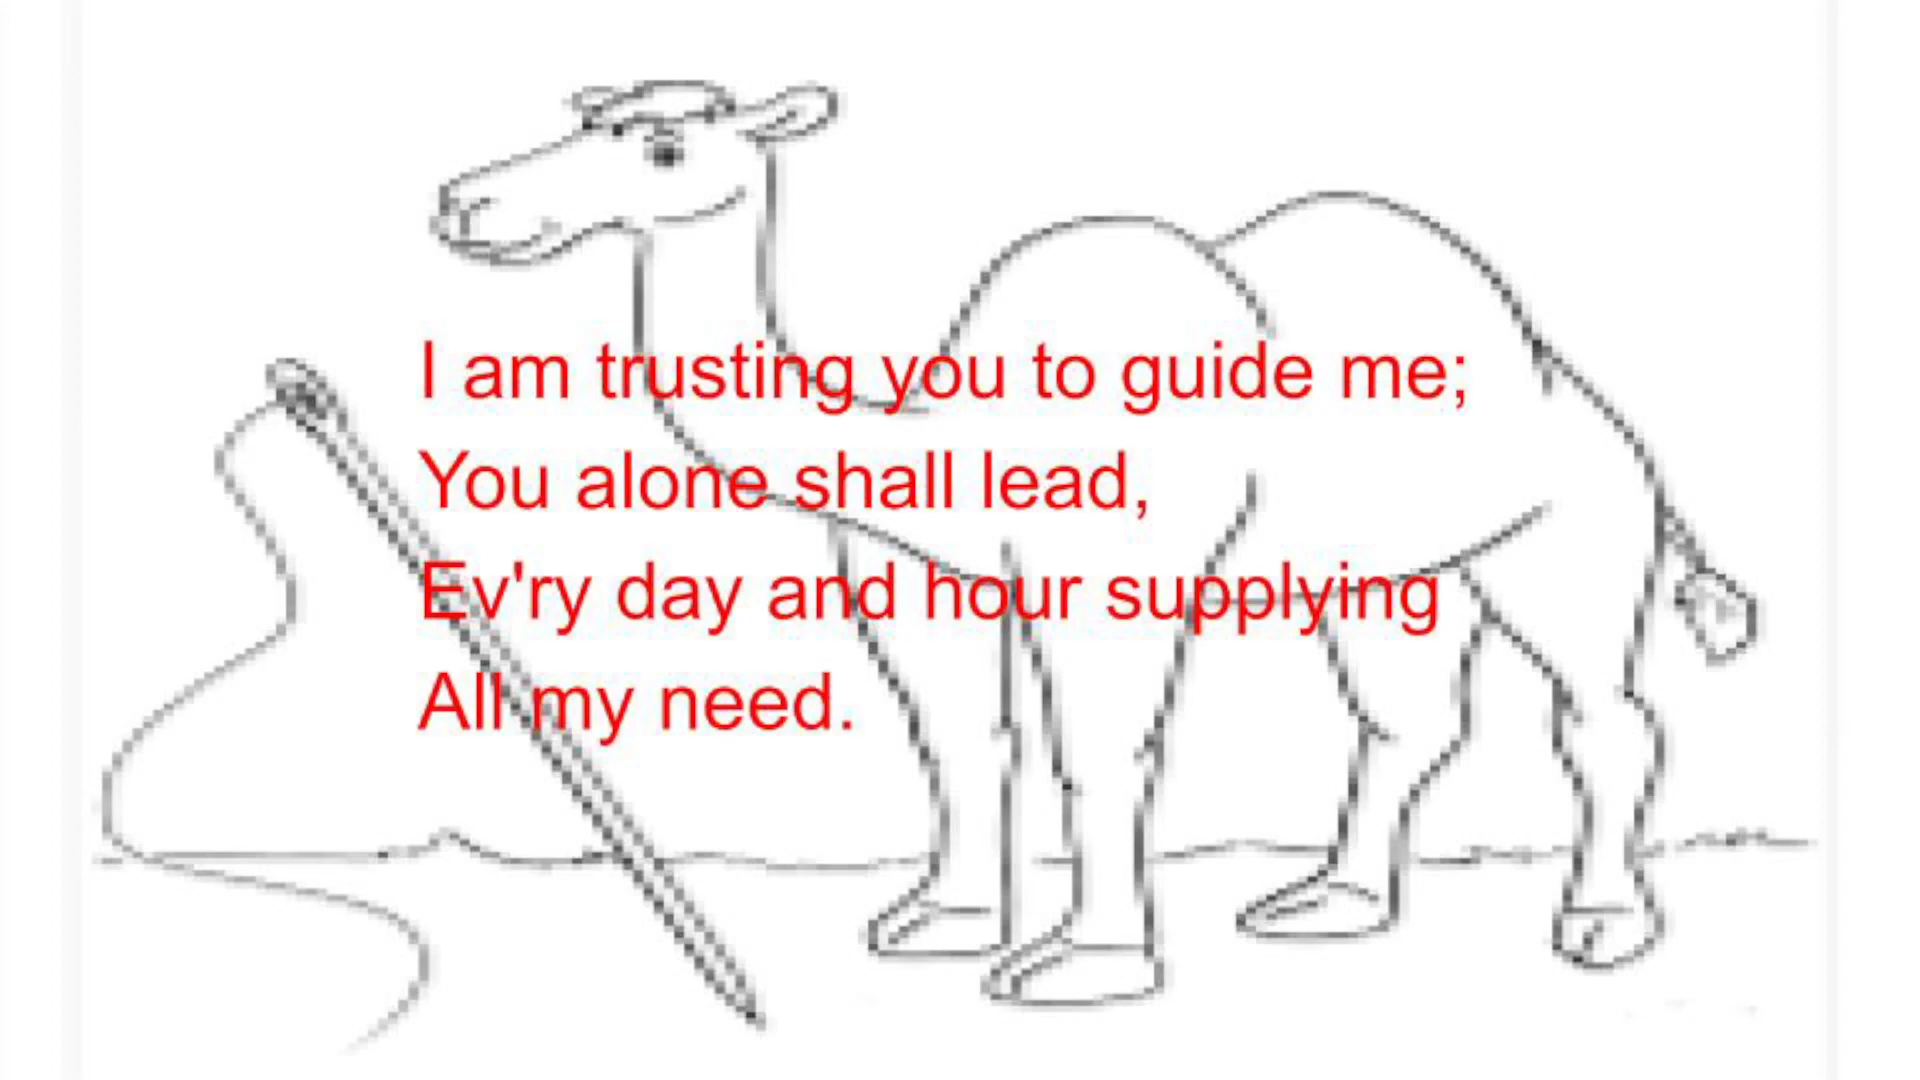 I am trusting you to guide me;
You alone shall lead,
Ev'ry day and hour supplying
All my need.